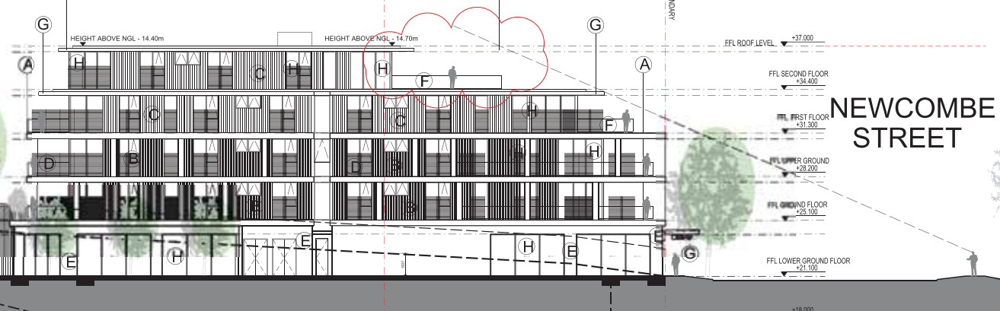 NDARY
G
G
HEIGHT ABOVE NGL - 14.40m
HEIGHT ABOVE NGL - 14.70m
FFL ROOF LEVEL
+37.000
A
H
C
H
H
F
A
FFL SECOND FLOOR
+34.400
C
C
H
F
FFL FIRST FLOOR
+31.300
NEWCOMBE
STREET
D
B
D
B
H
H
FFL UPPER GROUND
+28.200
B
B
FFL GROUND FLOOR
+25.100
E
H
E
H
E
E
G
1637
FFL LOWER GROUND FLOOR
+21.100
+18.000